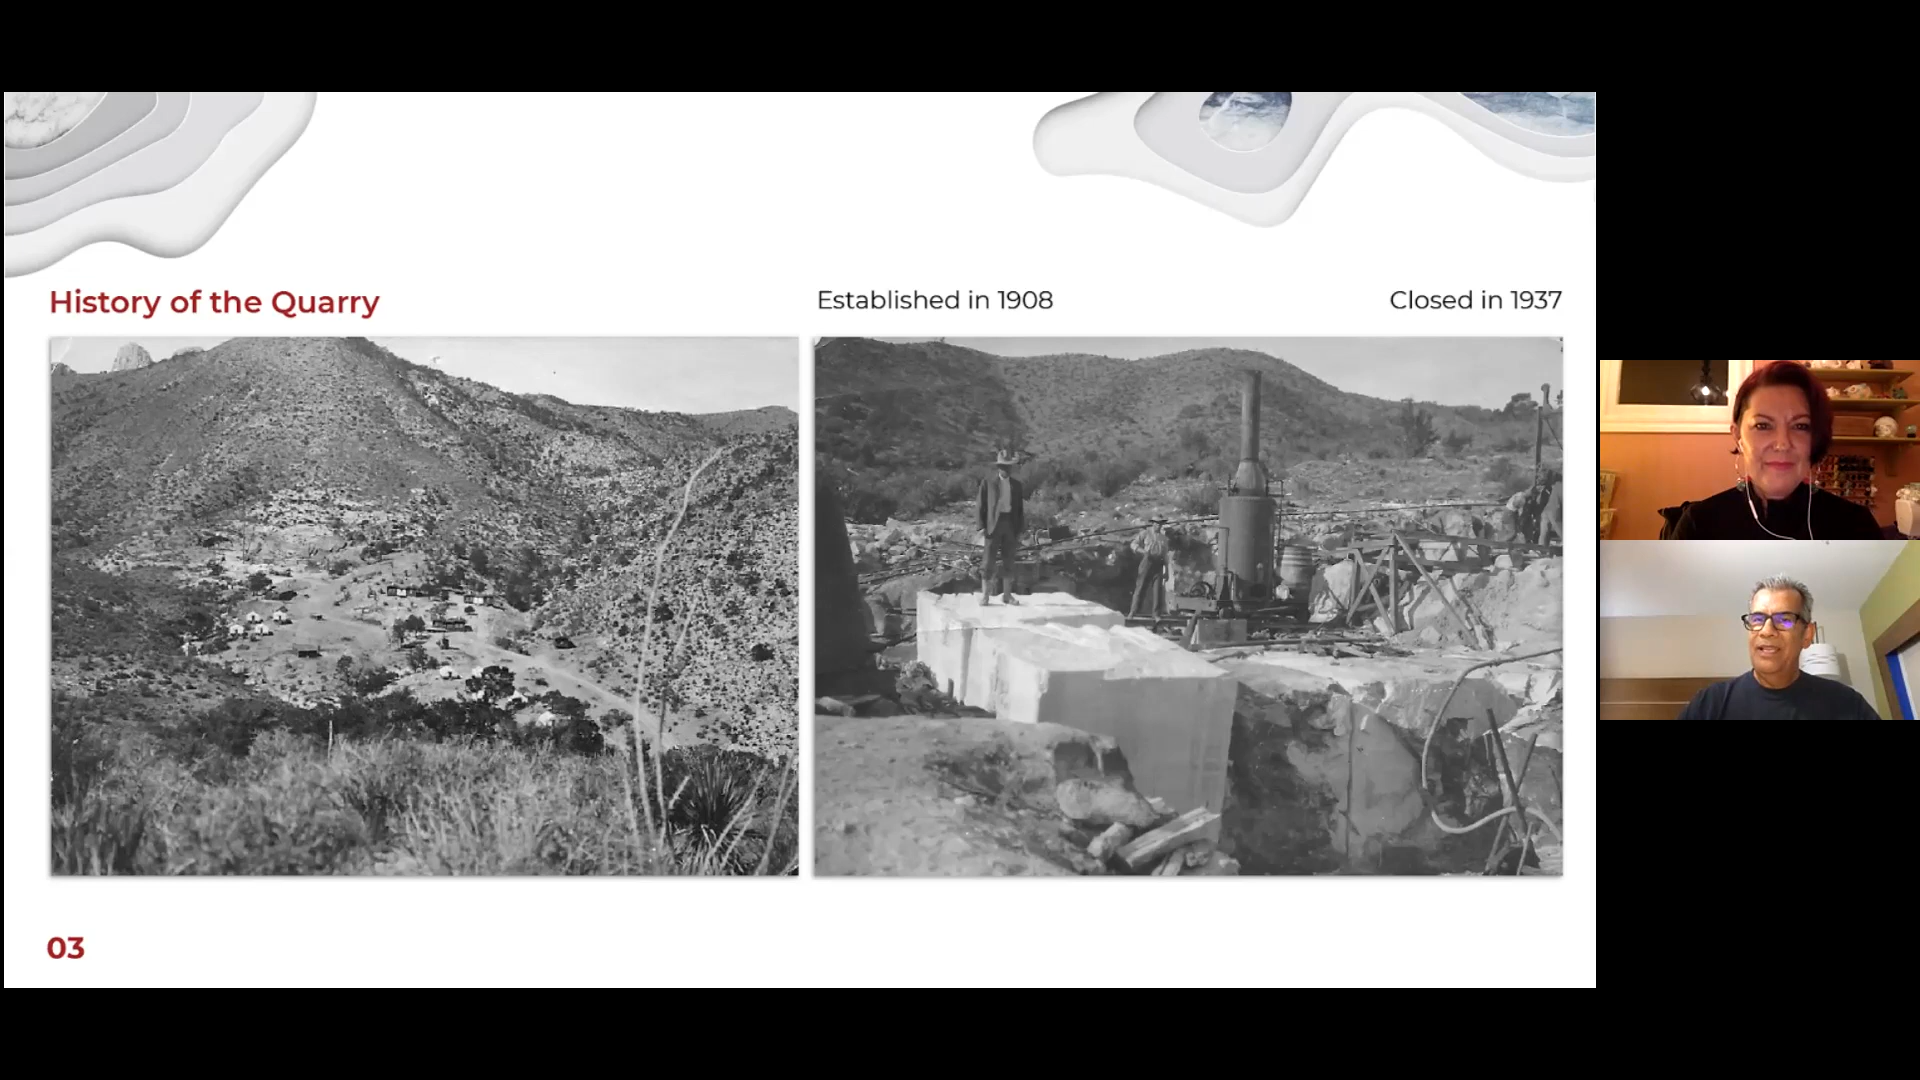 History of the Quarry
Established in 1908
Closed in 1937
03